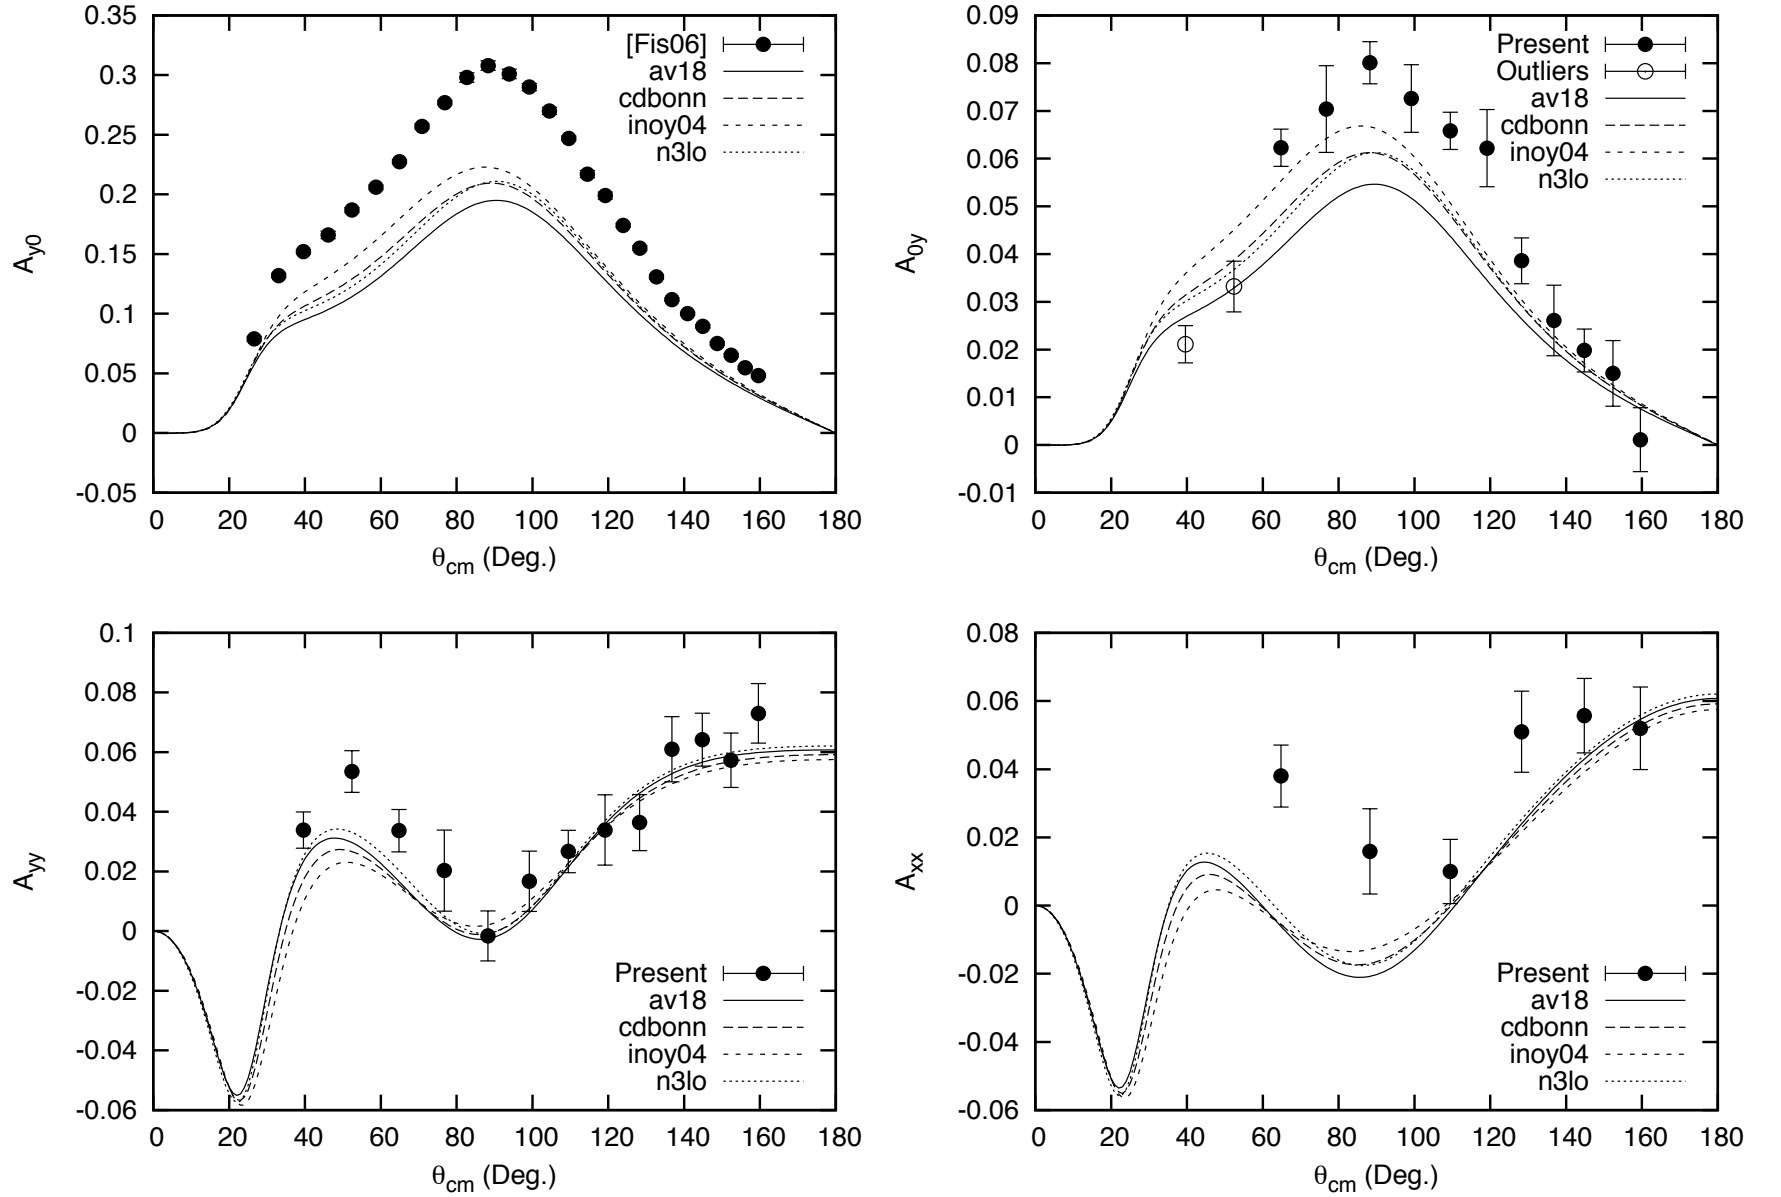 0.35
0.3
0.25
0.2
0.15
0.1
0.05
0
-0.05
A_y0
[Fis06]
av18
cdbonn
inoy04
n3lo
0 20 40 60 80 100 120 140 160 180
θ_cm (Deg.)
0.09
0.08
0.07
0.06
0.05
0.04
0.03
0.02
0.01
0
-0.01
A_0y
Present
Outliers
av18
cdbonn
inoy04
n3lo
0 20 40 60 80 100 120 140 160 180
θ_cm (Deg.)
0.1
0.08
0.06
0.04
0.02
0
-0.02
-0.04
-0.06
A_yy
Present
av18
cdbonn
inoy04
n3lo
0 20 40 60 80 100 120 140 160 180
θ_cm (Deg.)
0.08
0.06
0.04
0.02
0
-0.02
-0.04
-0.06
A_xx
Present
av18
cdbonn
inoy04
n3lo
0 20 40 60 80 100 120 140 160 180
θ_cm (Deg.)